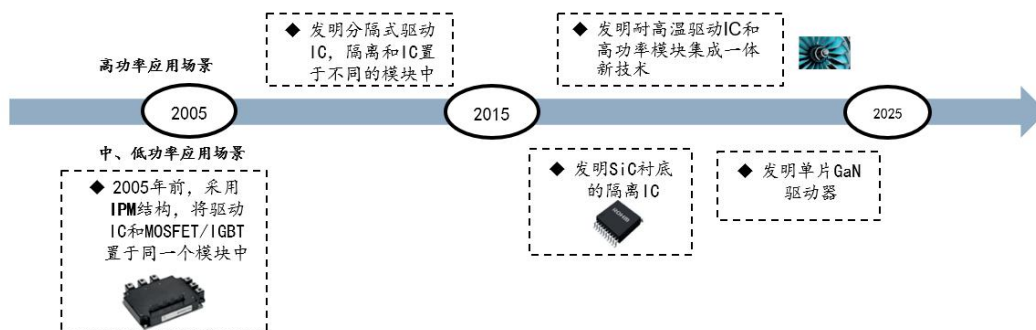 ◆ 发明分隔式驱动
IC，隔离和IC置
于不同的模块中
◆ 发明耐高温驱动IC和
高功率模块集成一体
新技术
高功率应用场景
2005
2015
2025
中、低功率应用场景
◆ 2005年前，采用
IPM结构，将驱动
IC和MOSFET/IGBT
置于同一个模块中
◆ 发明SiC衬底
的隔离IC
ROHM
◆ 发明单片GaN
驱动器